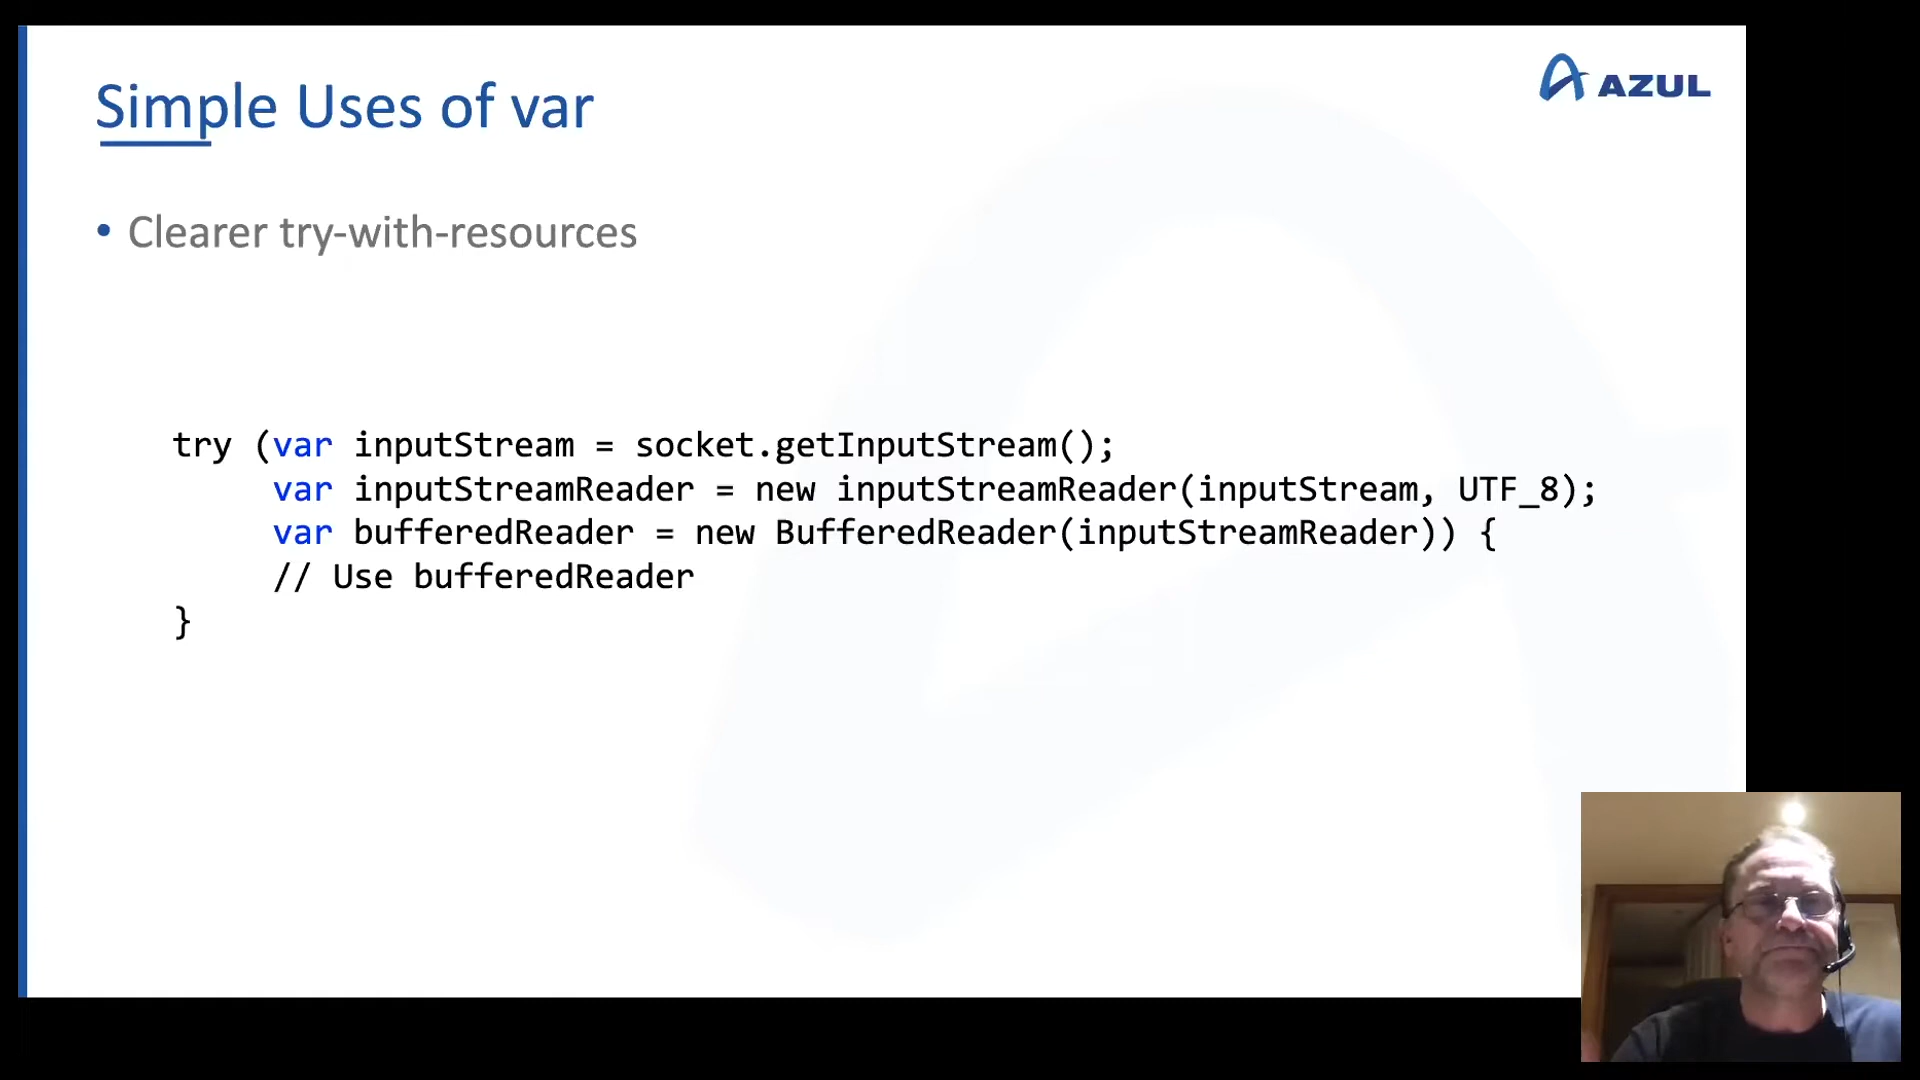 Simple Uses of var
AZUL
• Clearer try-with-resources
try (var inputStream = socket.getInputStream();
var inputStreamReader = new inputStreamReader(inputStream, UTF_8);
var bufferedReader = new BufferedReader(inputStreamReader)) {
// Use bufferedReader
}